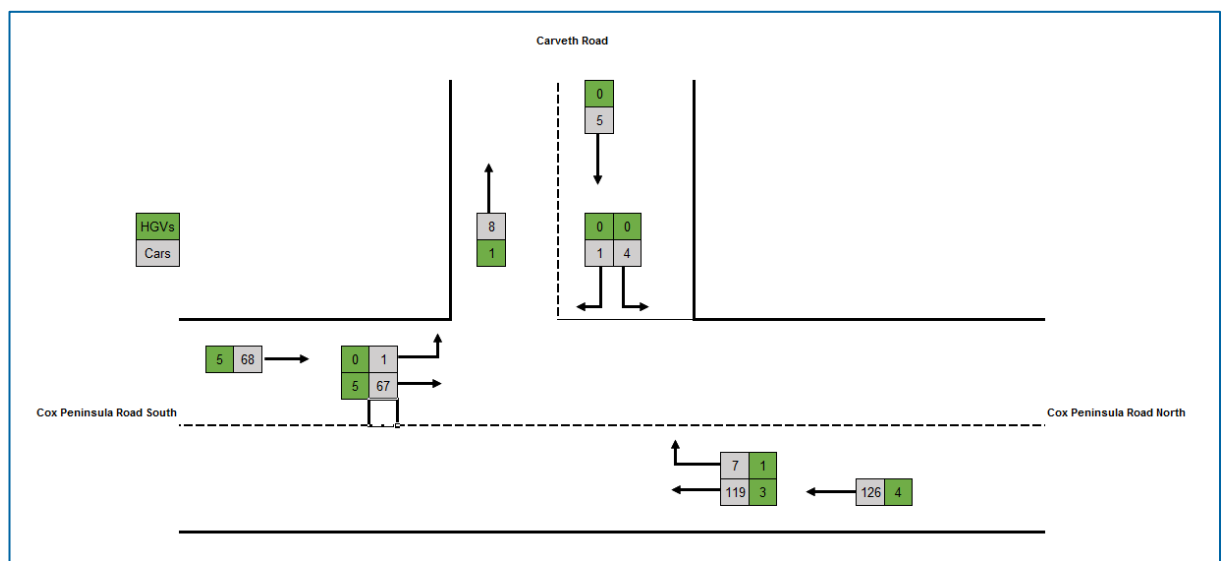 Carveth Road
0
5
HGVs
Cars
8
1
0 0
1 4
5 68
0 1
5 67
Cox Peninsula Road South
Cox Peninsula Road North
7 1
119 3
126 4